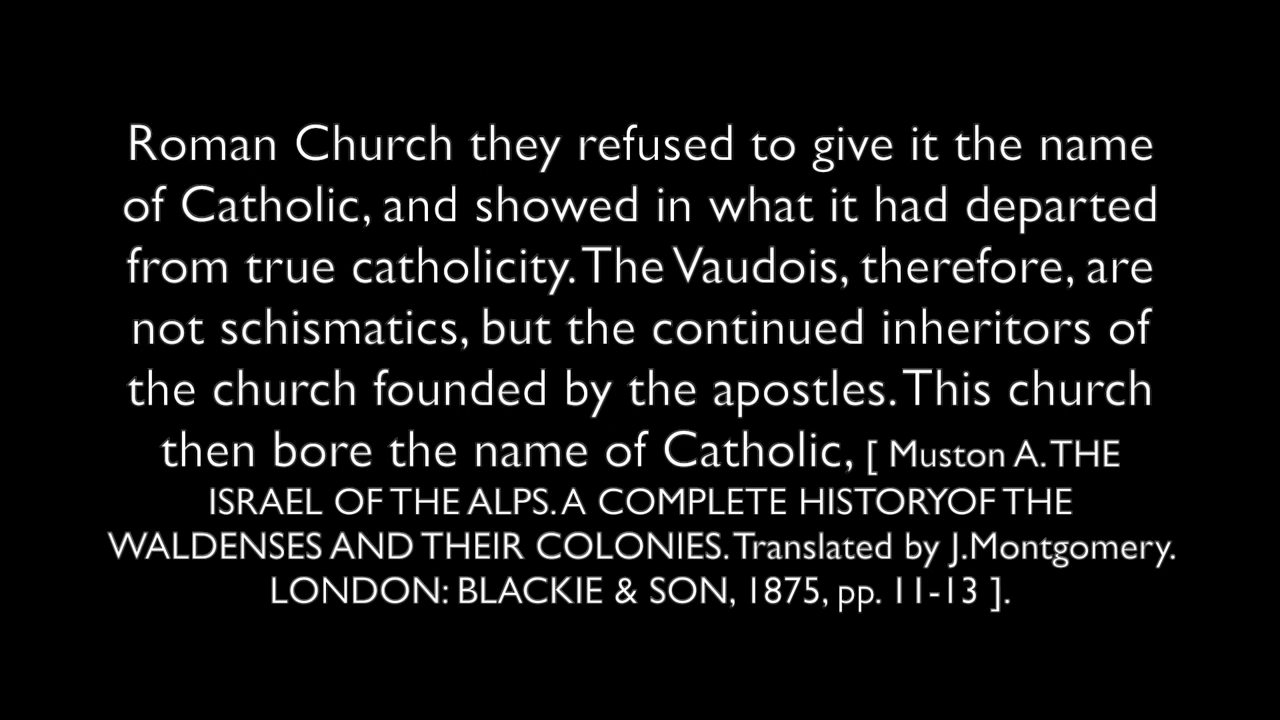 Roman Church they refused to give it the name
of Catholic, and showed in what it had departed
from true catholicity. The Vaudois, therefore, are
not schismatics, but the continued inheritors of
the church founded by the apostles. This church
then bore the name of Catholic, [ Muston A. THE
ISRAEL OF THE ALPS. A COMPLETE HISTORYOF THE
WALDENSES AND THEIR COLONIES. Translated by J.Montgomery.
LONDON: BLACKIE & SON, 1875, pp. 11-13 ].